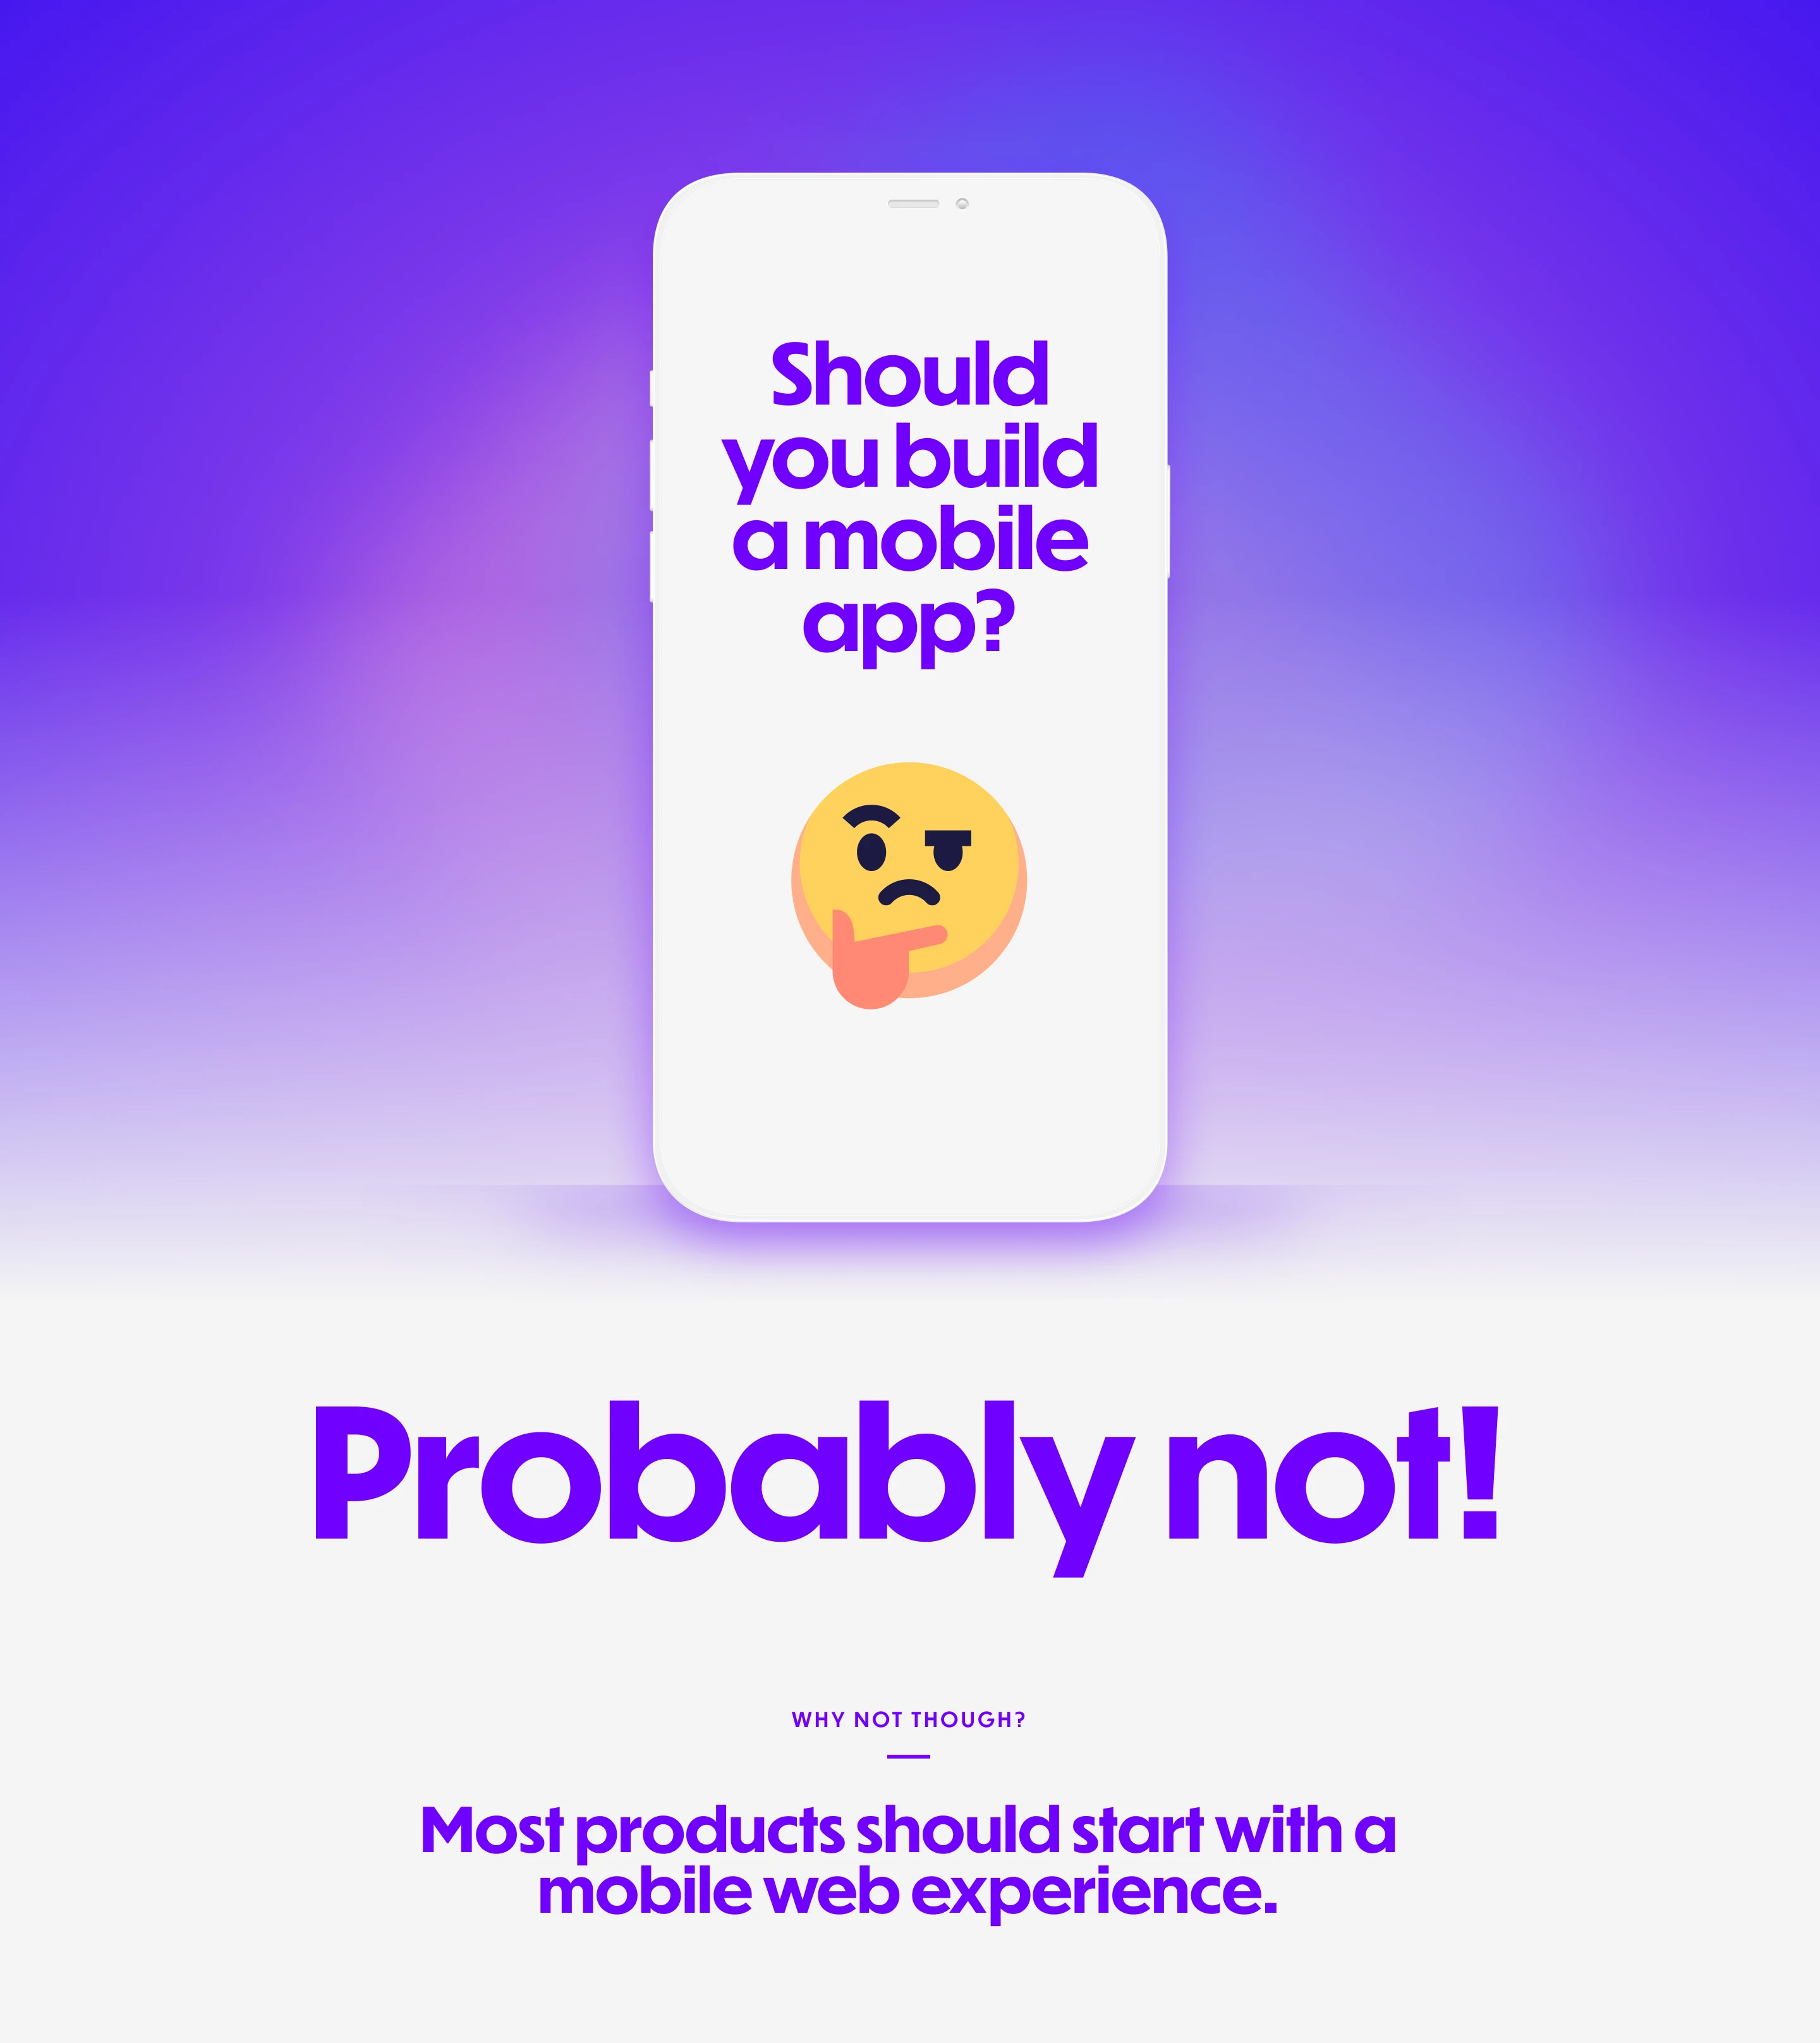 Should
you build
a mobile
app?
Probably not!
WHY NOT THOUGH?
Most products should start with a
mobile web experience.